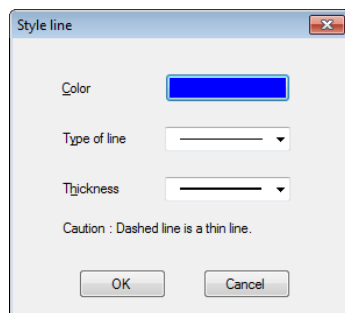 Style line
Color
Type of line
Thickness
Caution : Dashed line is a thin line.
OK
Cancel